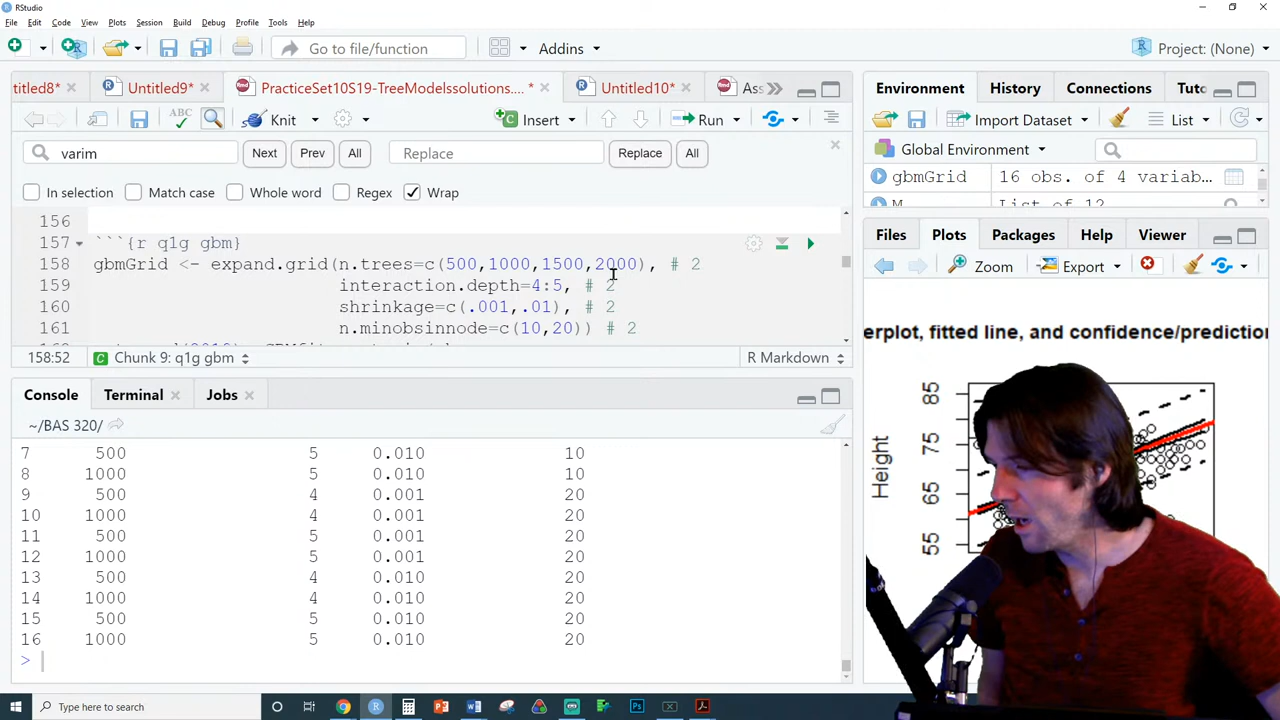 RStudio
File Edit Code View Plots Session Build Debug Profile Tools Help
Go to file/function Addins Project: (None)
titled8* Untitled9* PracticeSet10S19-TreeModelssolutions.... * Untitled10* Ass
ABC Knit Insert Run
varim Next Prev All Replace Replace All
In selection Match case Whole word Regex Wrap
156
157 ```{r q1g gbm}
158 gbmGrid <- expand.grid(n.trees=c(500,1000,1500,2000), # 2
159 interaction.depth=4:5, # 2
160 shrinkage=c(.001,.01), # 2
161 n.minobsinnode=c(10,20)) # 2
158:52 Chunk 9: q1g gbm R Markdown
Console Terminal Jobs
~/BAS 320/
7 500 5 0.010 10
8 1000 5 0.010 10
9 500 4 0.001 20
10 1000 4 0.001 20
11 500 5 0.001 20
12 1000 5 0.001 20
13 500 4 0.010 20
14 1000 4 0.010 20
15 500 5 0.010 20
16 1000 5 0.010 20
>
Environment History Connections Tuto
Import Dataset List
Global Environment
gbmGrid 16 obs. of 4 variab...
Files Plots Packages Help Viewer
Zoom Export
erplot, fitted line, and confidence/prediction
Height
85
75
65
55
Type here to search